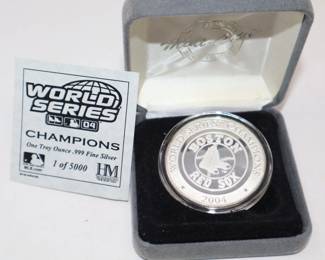 WORLD
SERIES
04
CHAMPIONS
One Troy Ounce .999 Fine Silver
1 of 5000
HM
WORLD SERIES CHAMPIONS
BOSTON
RED SOX
2004